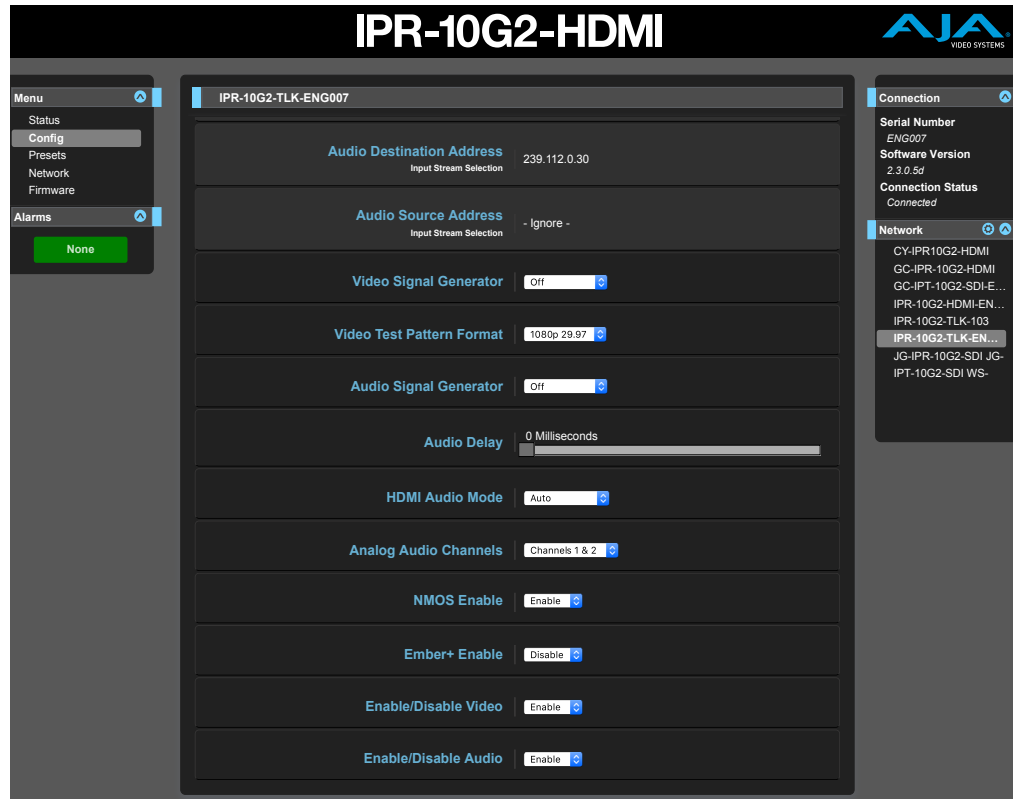 IPR-10G2-HDMI
AJA
VIDEO SYSTEMS
Menu
Status
Config
Presets
Network
Firmware
Alarms
None
IPR-10G2-TLK-ENG007
Audio Destination Address
Input Stream Selection
239.112.0.30
Audio Source Address
Input Stream Selection
- Ignore -
Video Signal Generator
Off
Video Test Pattern Format
1080p 29.97
Audio Signal Generator
Off
Audio Delay
0 Milliseconds
HDMI Audio Mode
Auto
Analog Audio Channels
Channels 1 & 2
NMOS Enable
Enable
Ember+ Enable
Disable
Enable/Disable Video
Enable
Enable/Disable Audio
Enable
Connection
Serial Number
ENG007
Software Version
2.3.0.5d
Connection Status
Connected
Network
CY-IPR10G2-HDMI
GC-IPR-10G2-HDMI
GC-IPT-10G2-SDI-E...
IPR-10G2-HDMI-EN...
IPR-10G2-TLK-103
IPR-10G2-TLK-EN...
JG-IPR-10G2-SDI JG-
IPT-10G2-SDI WS-